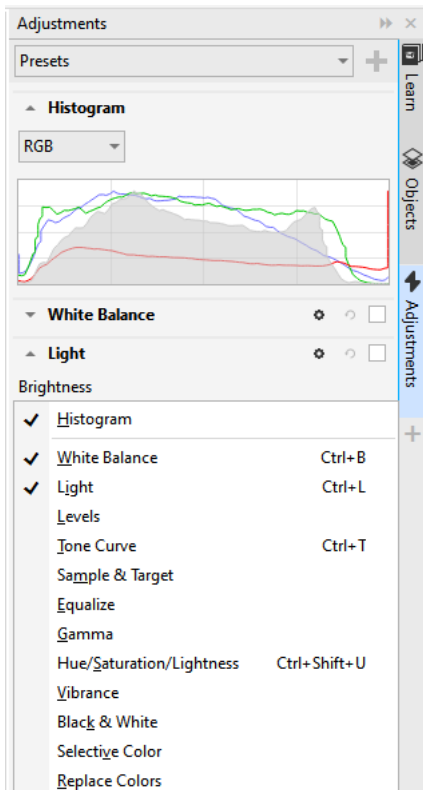 Adjustments
Presets
Histogram
RGB
White Balance
Light
Brightness
Histogram
White Balance Ctrl+B
Light Ctrl+L
Levels
Tone Curve Ctrl+T
Sample & Target
Equalize
Gamma
Hue/Saturation/Lightness Ctrl+Shift+U
Vibrance
Black & White
Selective Color
Replace Colors
Learn
Objects
Adjustments